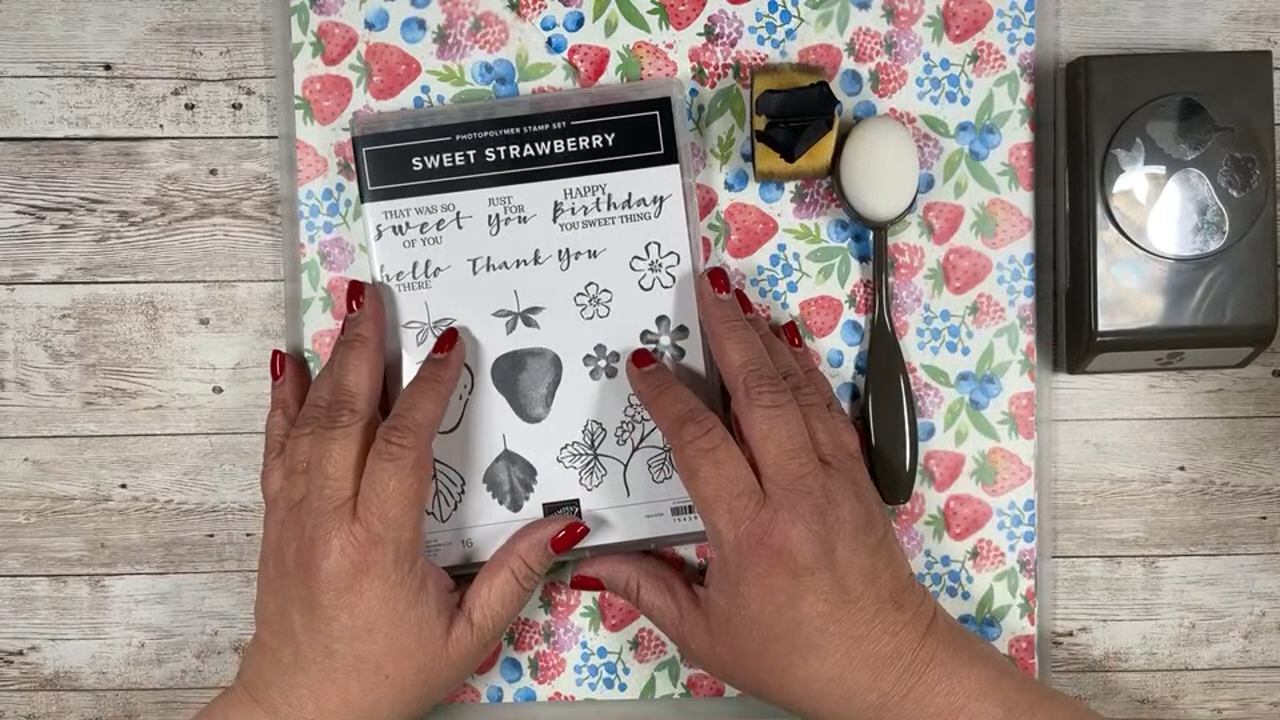 PHOTOPOLYMER STAMP SET
SWEET STRAWBERRY
THAT WAS SO
sweet
OF YOU
JUST
FOR
you
HAPPY
Birthday
YOU SWEET THING
hello
THERE
Thank You
16